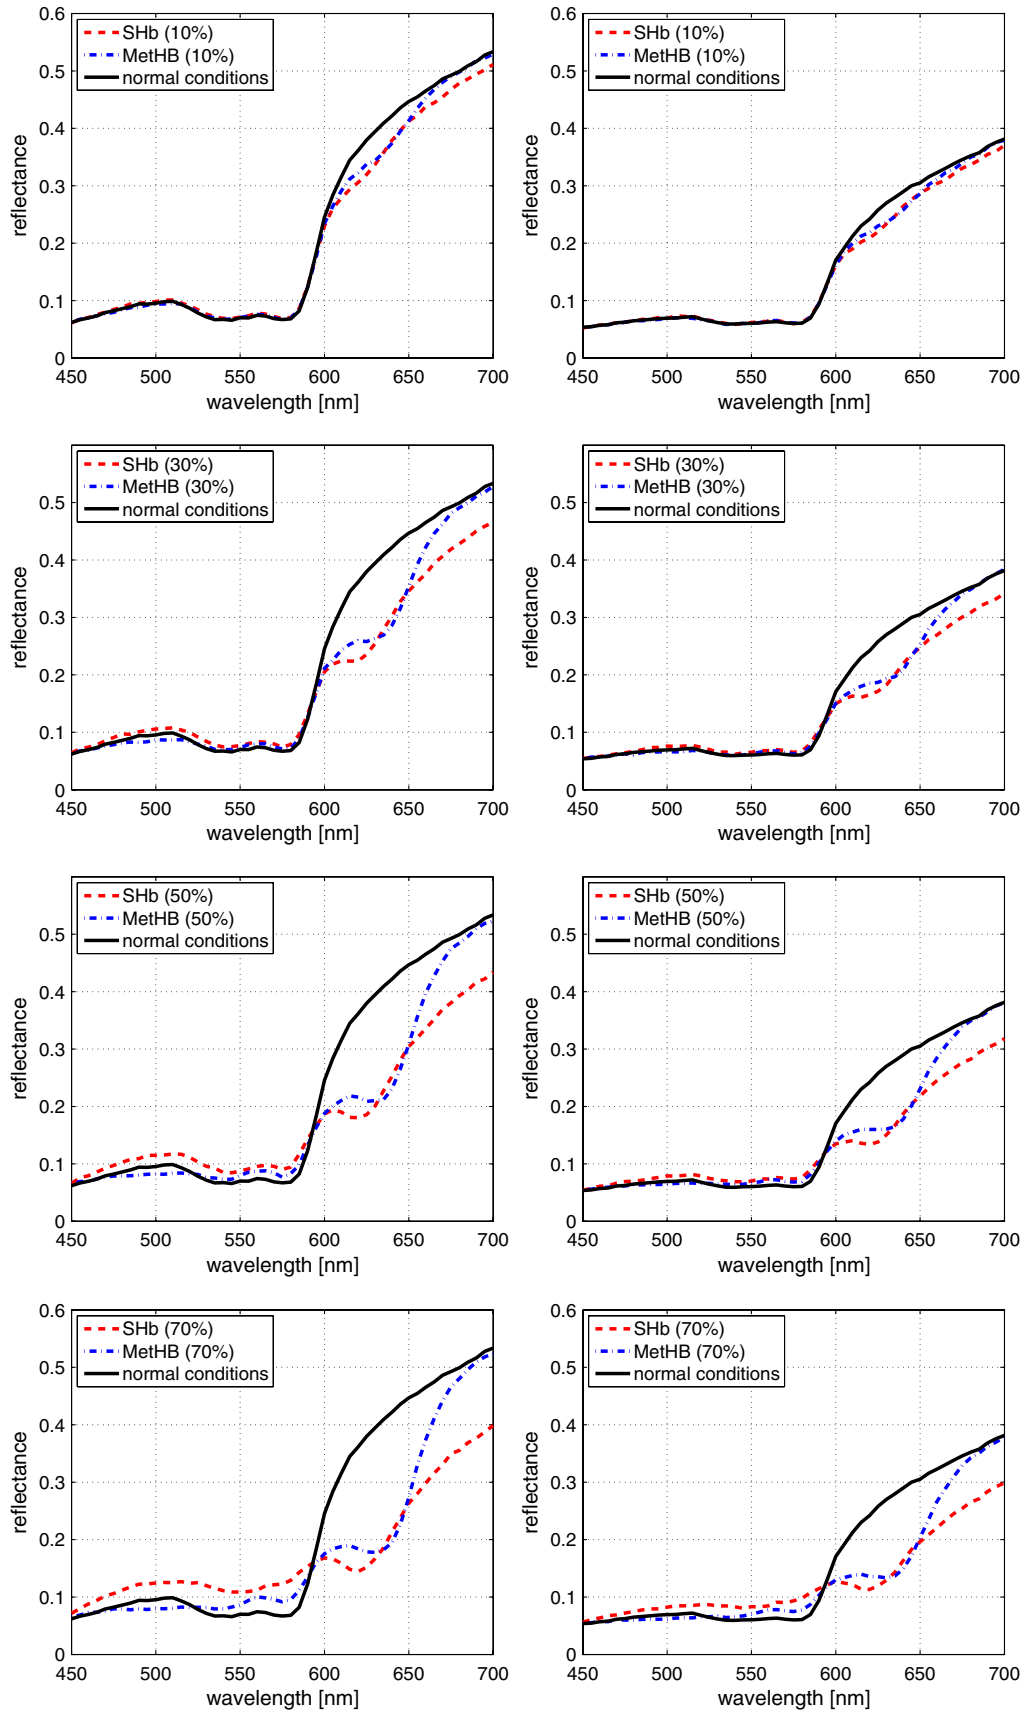 0.6
0.5
0.4
0.3
0.2
0.1
0
reflectance
SHb (10%)
MetHB (10%)
normal conditions
450 500 550 600 650 700
wavelength [nm]
0.6
0.5
0.4
0.3
0.2
0.1
0
reflectance
SHb (10%)
MetHB (10%)
normal conditions
450 500 550 600 650 700
wavelength [nm]
0.5
0.4
0.3
0.2
0.1
0
reflectance
SHb (30%)
MetHB (30%)
normal conditions
450 500 550 600 650 700
wavelength [nm]
0.5
0.4
0.3
0.2
0.1
0
reflectance
SHb (30%)
MetHB (30%)
normal conditions
450 500 550 600 650 700
wavelength [nm]
0.5
0.4
0.3
0.2
0.1
0
reflectance
SHb (50%)
MetHB (50%)
normal conditions
450 500 550 600 650 700
wavelength [nm]
0.5
0.4
0.3
0.2
0.1
0
reflectance
SHb (50%)
MetHB (50%)
normal conditions
450 500 550 600 650 700
wavelength [nm]
0.6
0.5
0.4
0.3
0.2
0.1
0
reflectance
SHb (70%)
MetHB (70%)
normal conditions
450 500 550 600 650 700
wavelength [nm]
0.6
0.5
0.4
0.3
0.2
0.1
0
reflectance
SHb (70%)
MetHB (70%)
normal conditions
450 500 550 600 650 700
wavelength [nm]